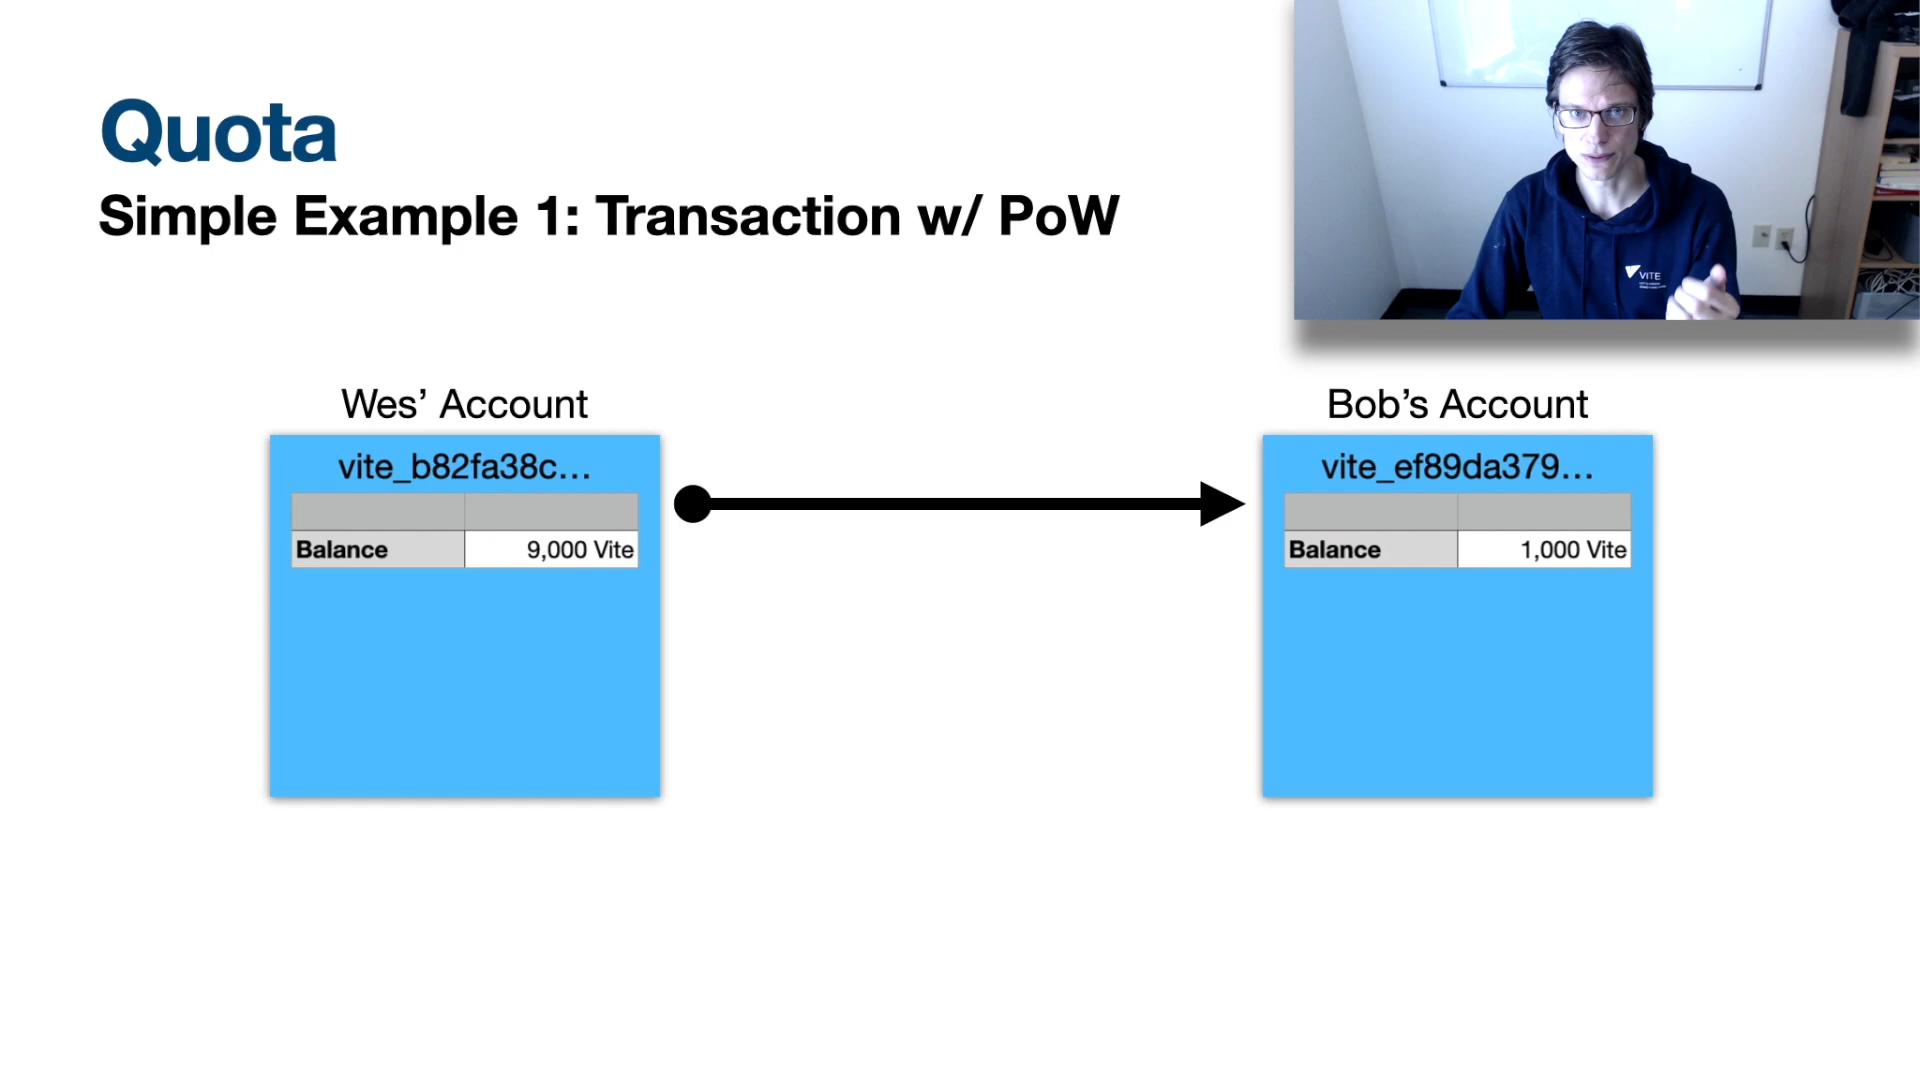 Quota
Simple Example 1: Transaction w/ PoW
VITE
Wes’ Account
vite_b82fa38c…
Balance 9,000 Vite
Bob’s Account
vite_ef89da379…
Balance 1,000 Vite